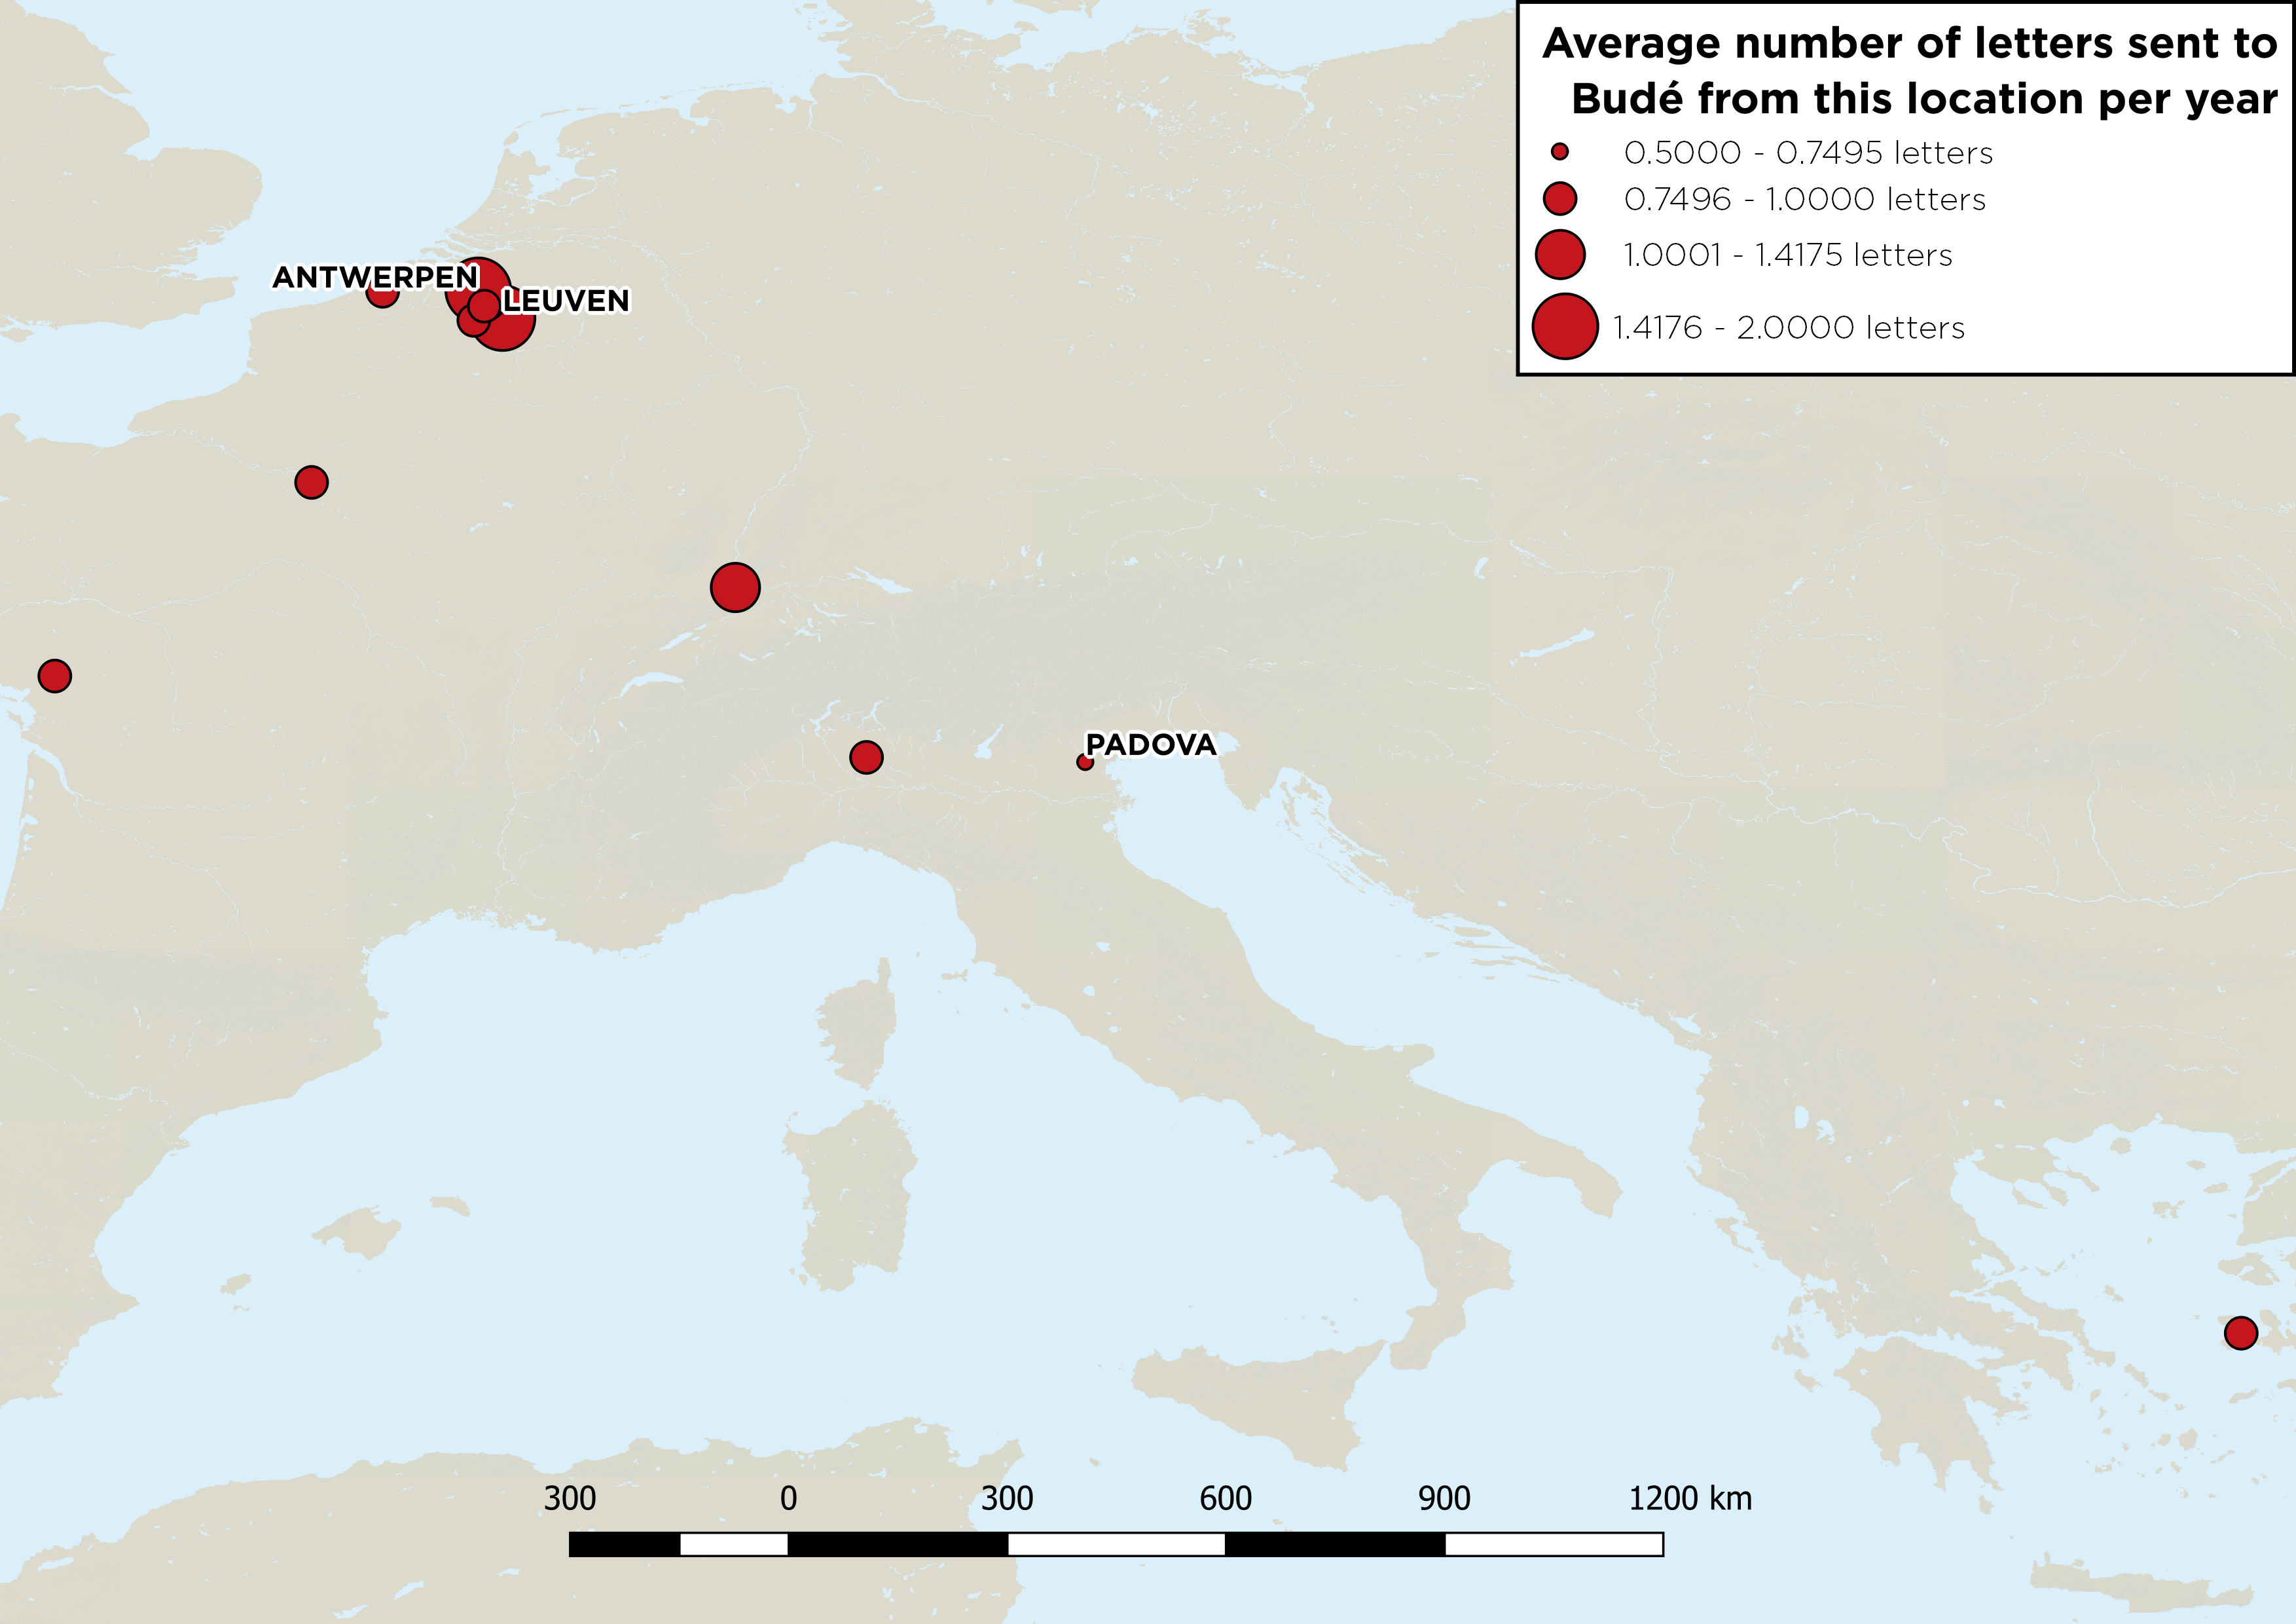 Average number of letters sent to
Budé from this location per year
0.5000 - 0.7495 letters
0.7496 - 1.0000 letters
1.0001 - 1.4175 letters
1.4176 - 2.0000 letters
ANTWERPEN
LEUVEN
PADOVA
300 0 300 600 900 1200 km